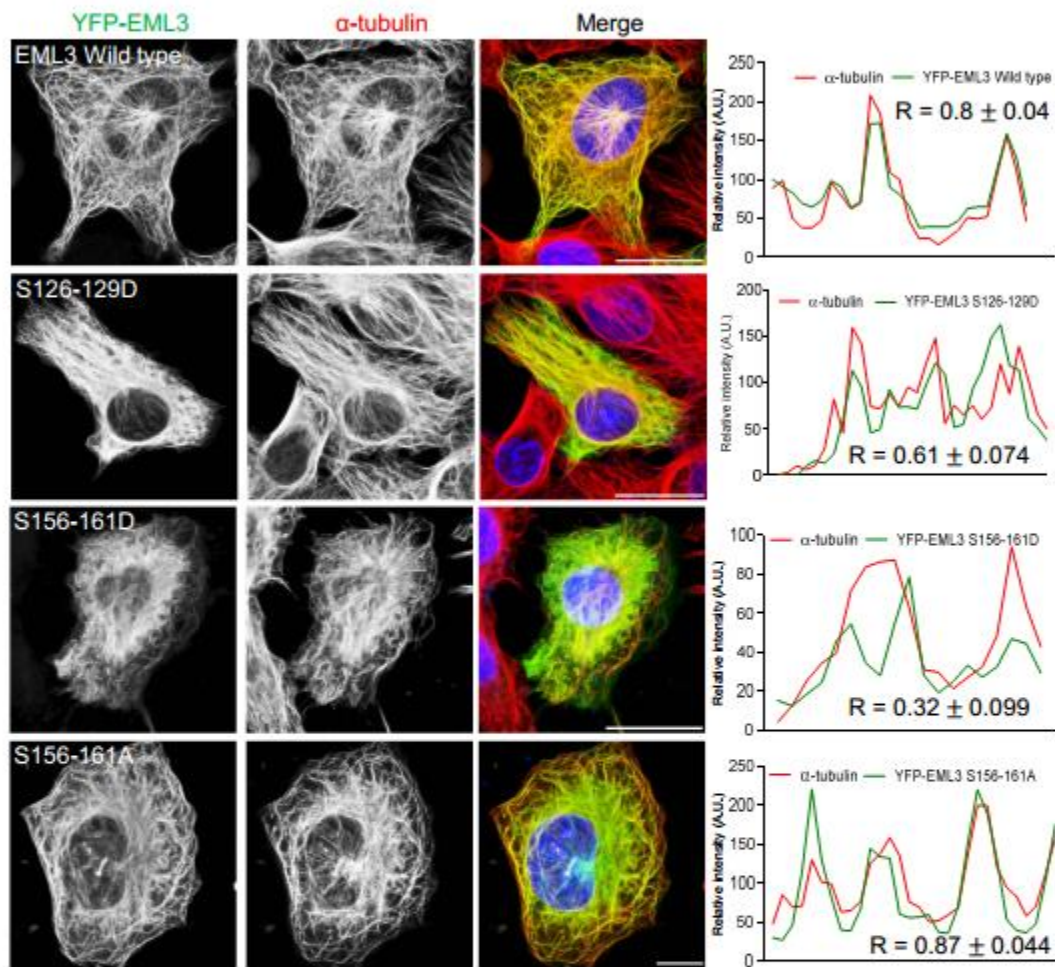 YFP-EML3 α-tubulin Merge
EML3 Wild type
250
200
150
100
50
0
Relative intensity (A.U.)
α-tubulin YFP-EML3 Wild type
R = 0.8 ± 0.04
S126-129D
200
150
100
50
0
Relative intensity (A.U.)
α-tubulin YFP-EML3 S126-129D
R = 0.61 ± 0.074
S156-161D
100
80
60
40
20
0
Relative intensity (A.U.)
α-tubulin YFP-EML3 S156-161D
R = 0.32 ± 0.099
S156-161A
250
200
150
100
50
0
Relative intensity (A.U.)
α-tubulin YFP-EML3 S156-161A
R = 0.87 ± 0.044